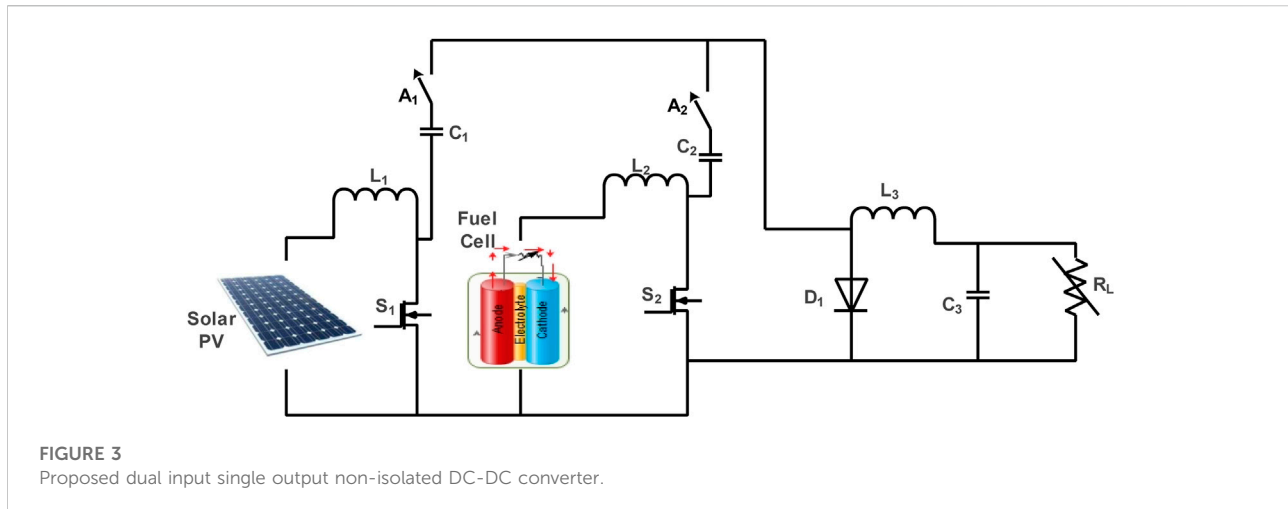 A₁
C₁
A₂
C₂
L₁
L₂
L₃
Fuel
Cell
S₁
S₂
Anode
Electrolyte
Cathode
D₁
C₃
R_L
Solar
PV
FIGURE 3
Proposed dual input single output non-isolated DC-DC converter.